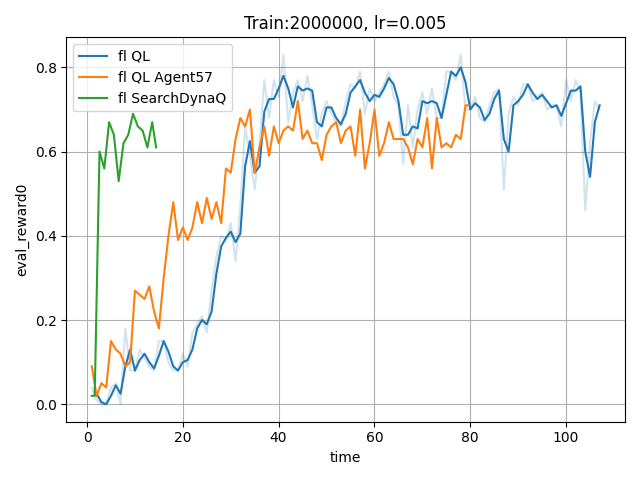 Train:2000000, lr=0.005
fl QL
fl QL Agent57
fl SearchDynaQ
eval_reward0
0.8
0.6
0.4
0.2
0.0
0 20 40 60 80 100
time